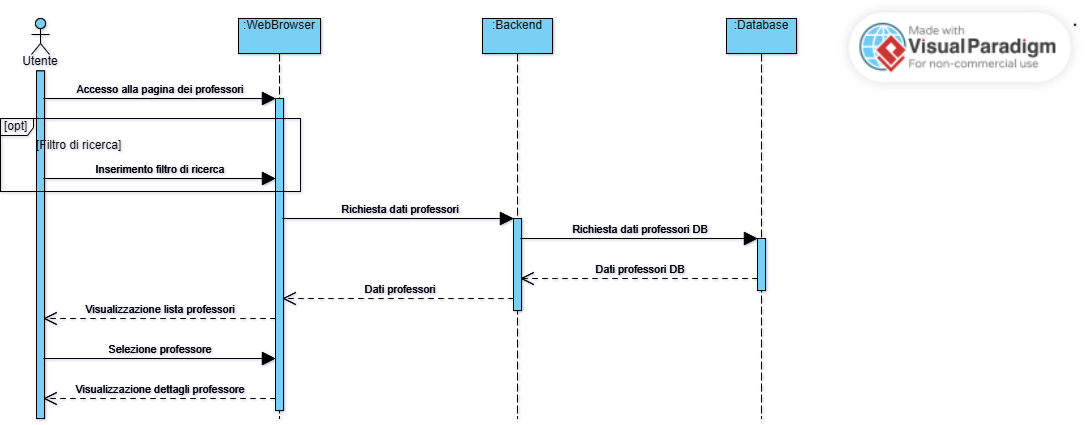 :WebBrowser
:Backend
:Database
Made with
Visual Paradigm
For non-commercial use
Utente
Accesso alla pagina dei professori
[opt]
[Filtro di ricerca]
Inserimento filtro di ricerca
Richiesta dati professori
Richiesta dati professori DB
Dati professori DB
Dati professori
Visualizzazione lista professori
Selezione professore
Visualizzazione dettagli professore